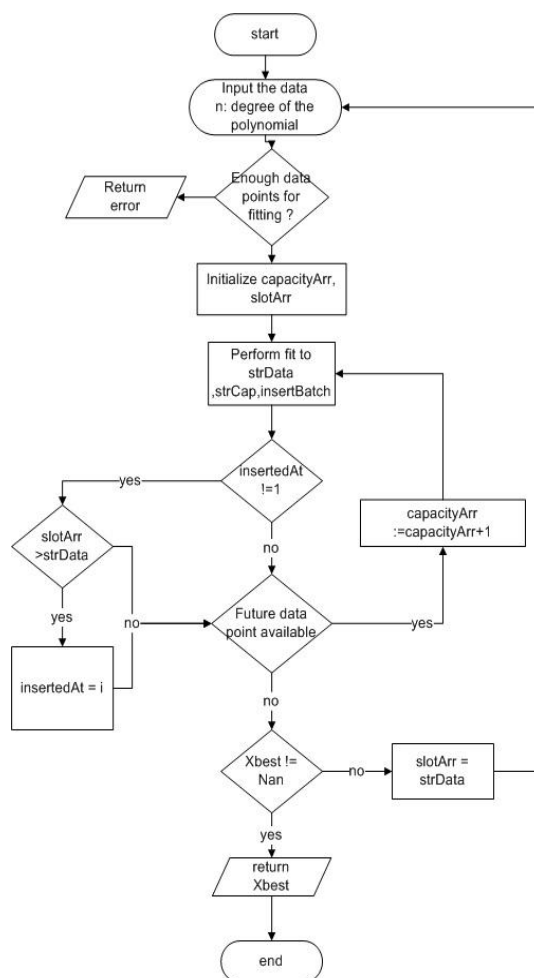 start
Input the data
n: degree of the
polynomial
Enough data
points for
fitting ?
Return
error
Initialize capacityArr,
slotArr
Perform fit to
strData
,strCap,insertBatch
insertedAt
!=1
yes
no
slotArr
>strData
yes
no
insertedAt = i
capacityArr
:=capacityArr+1
Future data
point available
yes
no
Xbest !=
Nan
no
slotArr =
strData
yes
return
Xbest
end